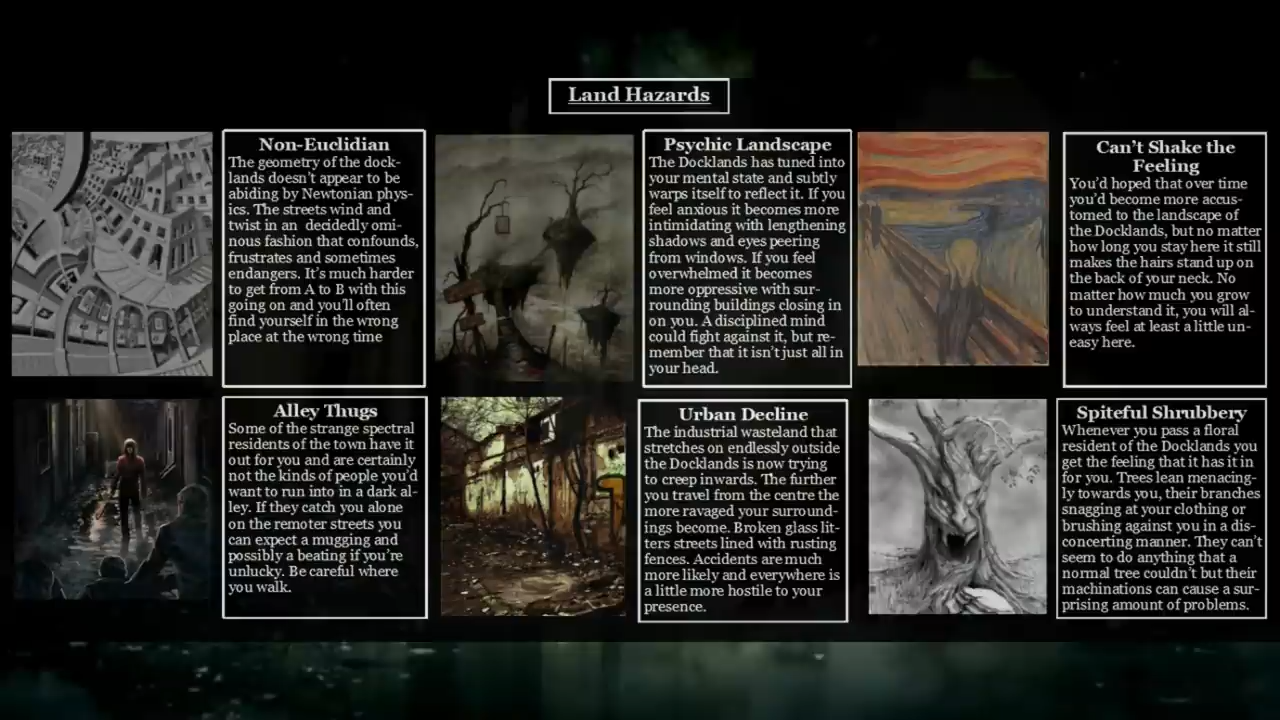 Land Hazards
Non-Euclidian
The geometry of the dock-
lands doesn't appear to be
abiding by Newtonian phys-
ics. The streets wind and
twist in an decidedly omi-
nous fashion that confounds,
frustrates and sometimes
endangers. It's much harder
to get from A to B with this
going on and you'll often
find yourself in the wrong
place at the wrong time
Psychic Landscape
The Docklands has tuned into
your mental state and subtly
warps itself to reflect it. If you
feel anxious it becomes more
intimidating with lengthening
shadows and eyes peering
from windows. If you feel
overwhelmed it becomes
more oppressive with sur-
rounding buildings closing in
on you. A disciplined mind
could fight against it, but re-
member that it isn't just all in
your head.
Can't Shake the
Feeling
You'd hoped that over time
you'd become more accus-
tomed to the landscape of
the Docklands, but no matter
how long you stay here it still
makes the hairs stand up on
the back of your neck. No
matter how much you grow
to understand it, you will al-
ways feel at least a little un-
easy here.
Alley Thugs
Some of the strange spectral
residents of the town have it
out for you and are certainly
not the kinds of people you'd
want to run into in a dark al-
ley. If they catch you alone
on the remoter streets you
can expect a mugging and
possibly a beating if you're
unlucky. Be careful where
you walk.
Urban Decline
The industrial wasteland that
stretches on endlessly outside
the Docklands is now trying
to creep inwards. The further
you travel from the centre the
more ravaged your surround-
ings become. Broken glass lit-
ters streets lined with rusting
fences. Accidents are much
more likely and everywhere is
a little more hostile to your
presence.
Spiteful Shrubbery
Whenever you pass a floral
resident of the Docklands you
get the feeling that it has it in
for you. Trees lean menacing-
ly towards you, their branches
snagging at your clothing or
brushing against you in a dis-
concerting manner. They can't
seem to do anything that a
normal tree couldn't but their
machinations can cause a sur-
prising amount of problems.